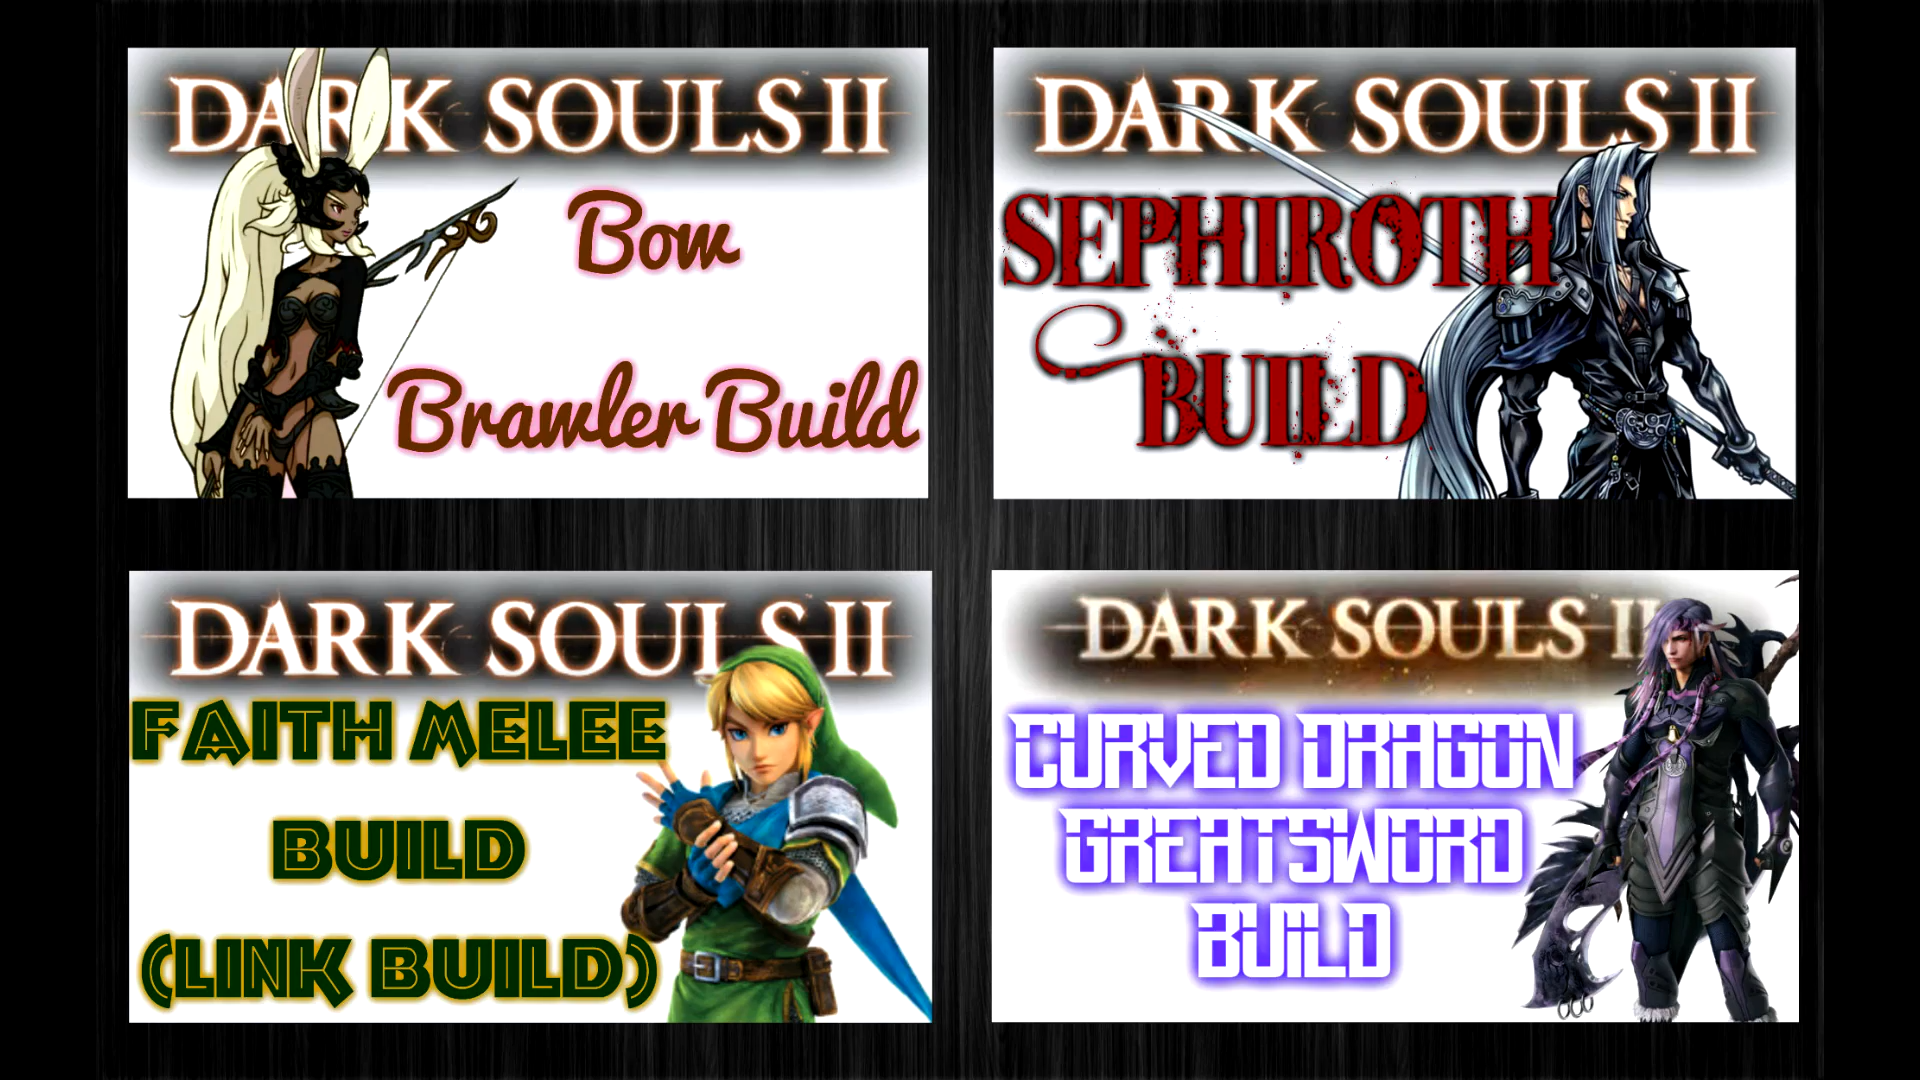 DARK SOULS II
Bow
Brawler Build
DARK SOULS II
SEPHIROTH
BUILD
DARK SOULS II
FAITH MELEE
BUILD
(LINK BUILD)
DARK SOULS II
CURVED DRAGON
GREATSWORD
BUILD